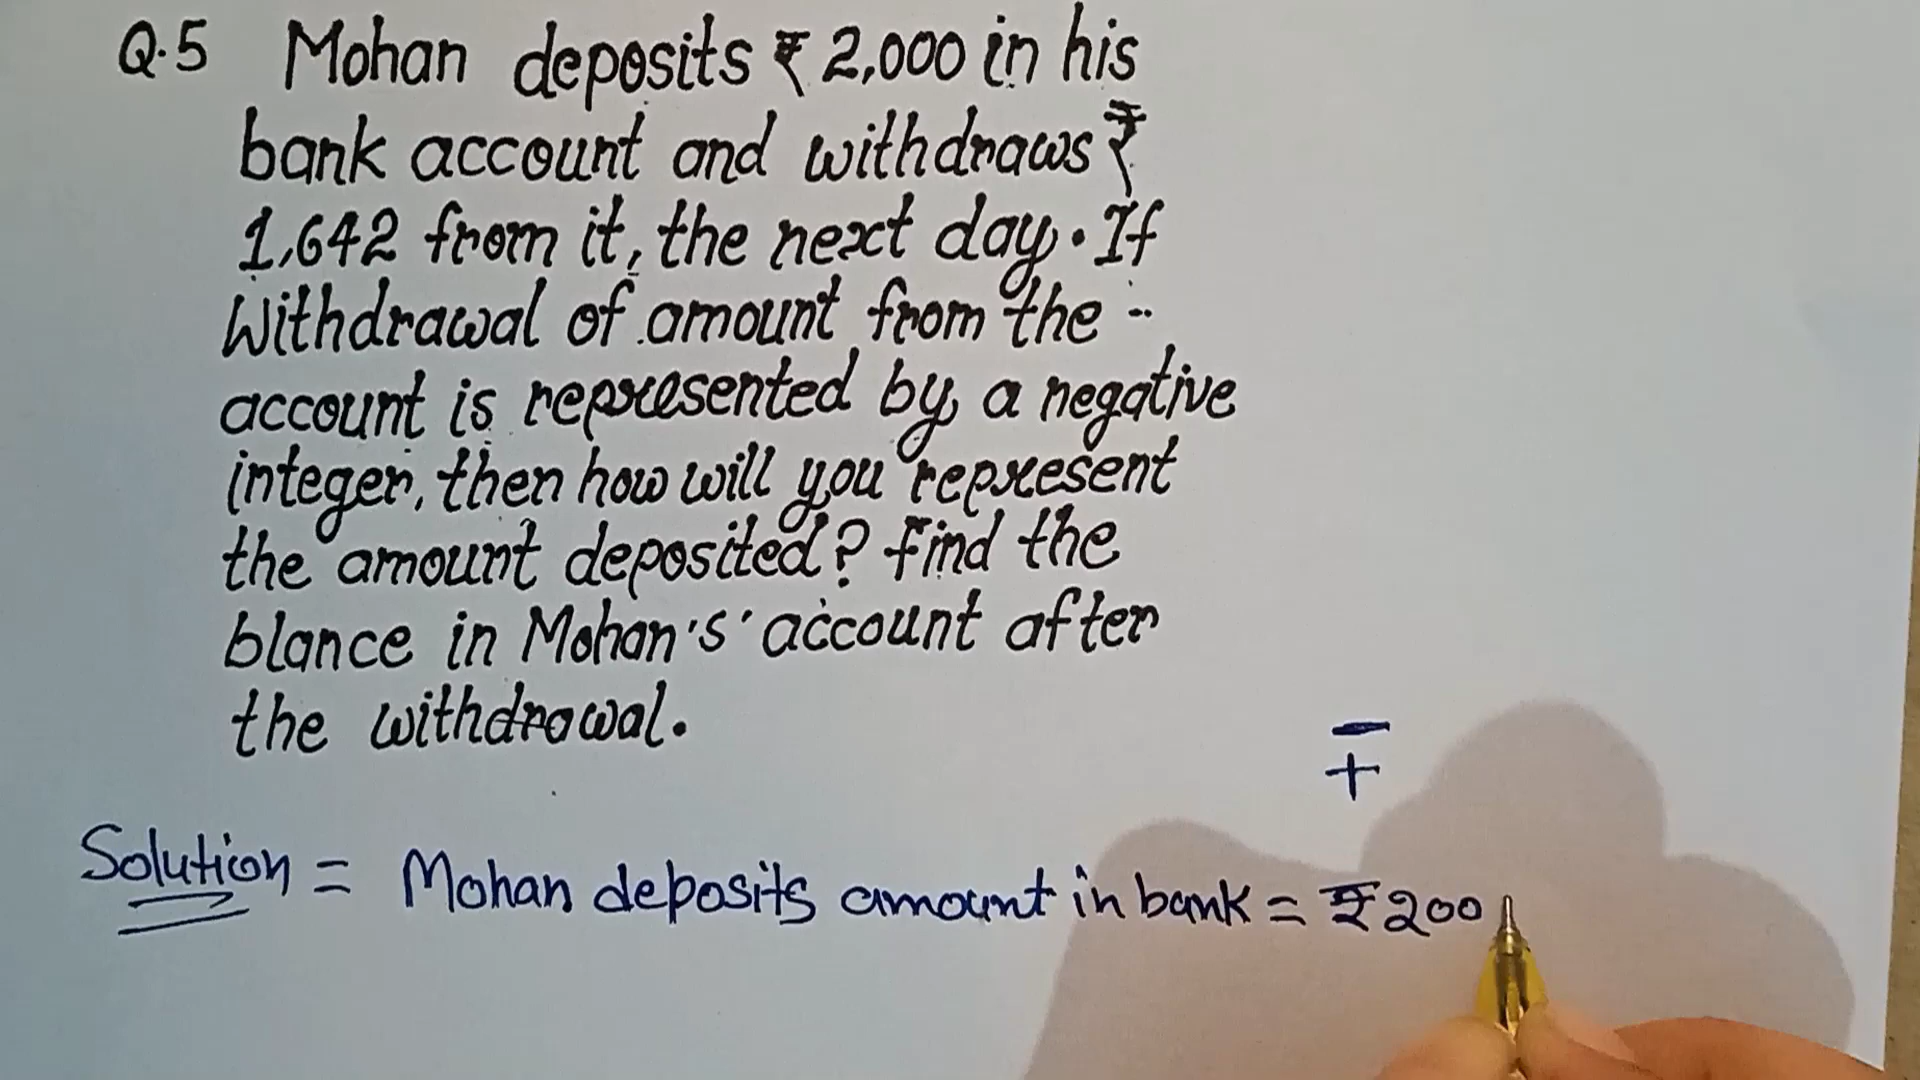 Q.5 Mohan deposits ₹ 2,000 in his
bank account and withdraws ₹
1,642 from it, the next day. If
Withdrawal of amount from the --
account is represented by a negative
integer, then how will you represent
the amount deposited? Find the
blance in Mohan's' account after
the withdrawal.
−
+
Solution = Mohan deposits amount in bank = ₹ 200